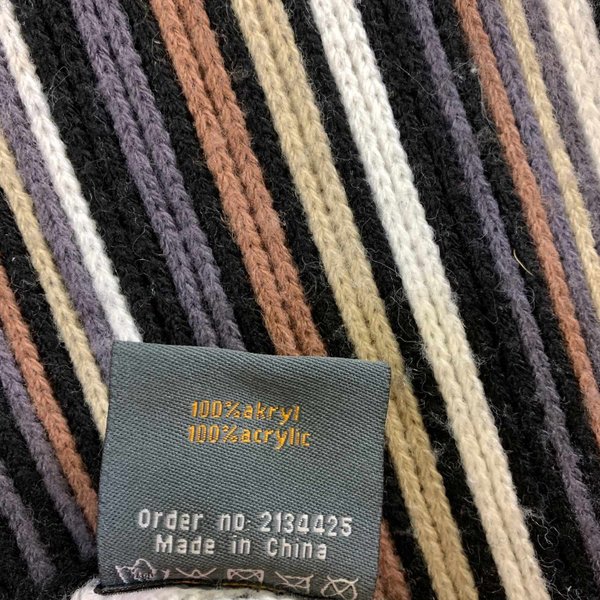 100%akryl
100%acrylic
Order no 2134425
Made in China